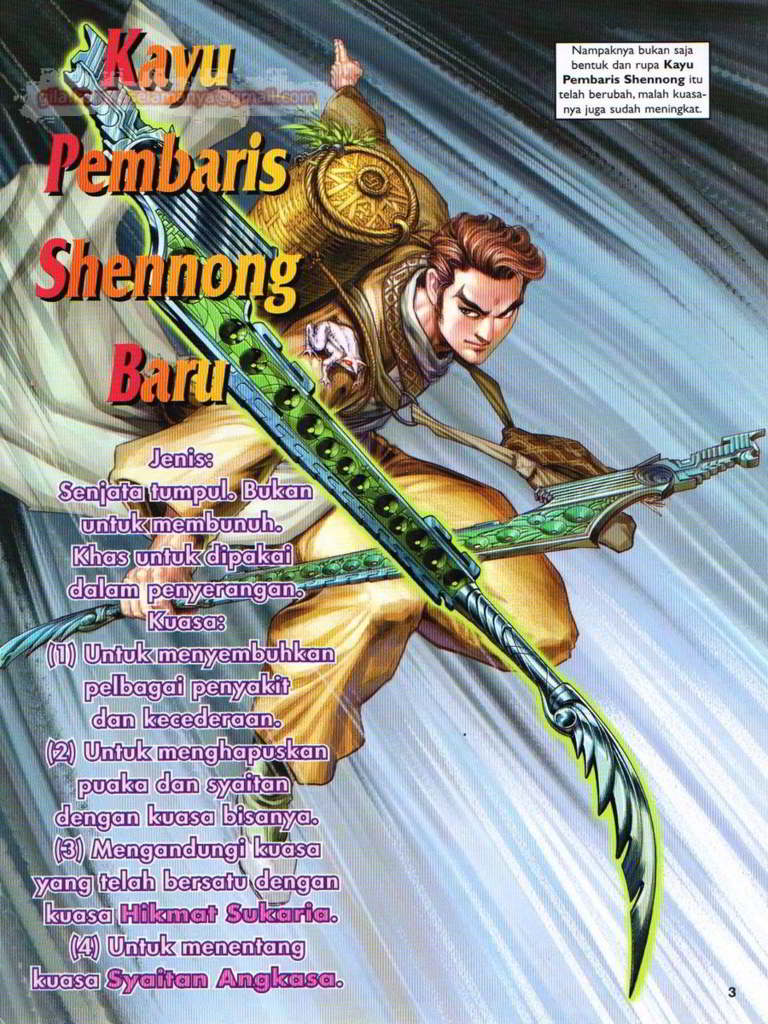 Kayu
Pembaris
Shennong
Baru
Nampaknya bukan saja
bentuk dan rupa Kayu
Pembaris Shennong itu
telah berubah, malah kuasa-
nya juga sudah meningkat.
Jenis:
Senjata tumpul. Bukan
untuk membunuh.
Khas untuk dipakai
dalam penyerangan.
Kuasa:
(1) Untuk menyembuhkan
pelbagai penyakit
dan kecederaan.
(2) Untuk menghapuskan
puaka dan syaitan
dengan kuasa bisanya.
(3) Mengandungi kuasa
yang telah bersatu dengan
kuasa Hikmat Sukaria.
(4) Untuk menentang
kuasa Syaitan Angkasa.
3